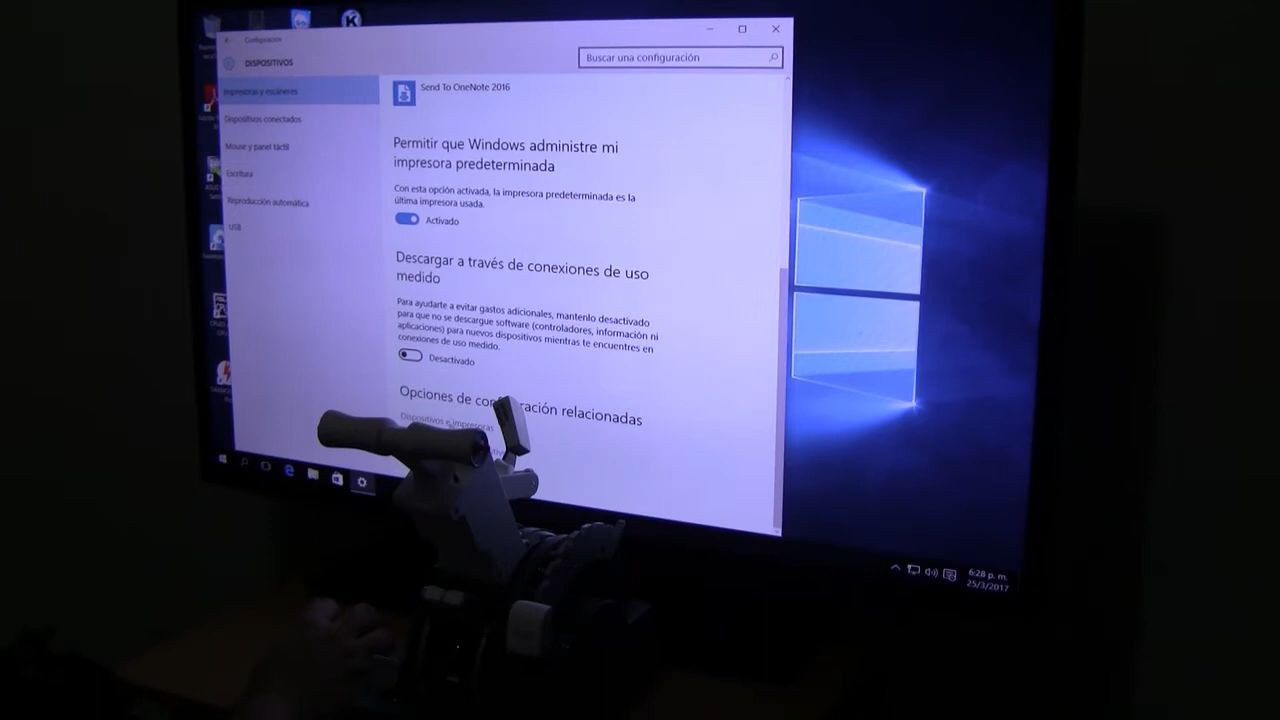 Configuración
DISPOSITIVOS
Buscar una configuración
Impresoras y escáneres
Dispositivos conectados
Mouse y panel táctil
Escritura
Reproducción automática
USB
Send To OneNote 2016
Permitir que Windows administre mi
impresora predeterminada
Con esta opción activada, la impresora predeterminada es la
última impresora usada.
Activado
Descargar a través de conexiones de uso
medido
Para ayudarte a evitar gastos adicionales, mantenlo desactivado
para que no se descargue software (controladores, información ni
aplicaciones) para nuevos dispositivos mientras te encuentres en
conexiones de uso medido.
Desactivado
Opciones de ración relacionadas
Dispositivos e impresoras
K
6:28 p. m.
25/3/2017